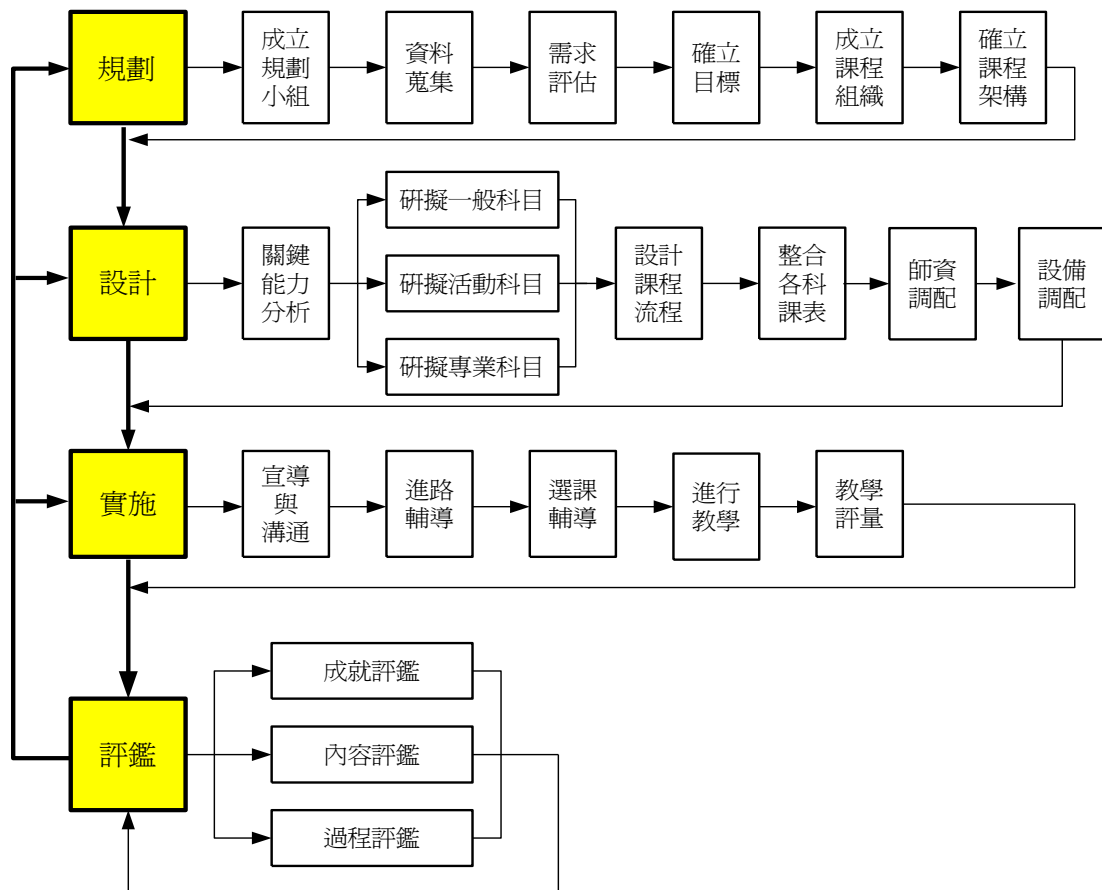 規劃
成立
規劃
小組
資料
蒐集
需求
評估
確立
目標
成立
課程
組織
確立
課程
架構
設計
關鍵
能力
分析
研擬一般科目
研擬活動科目
研擬專業科目
設計
課程
流程
整合
各科
課表
師資
調配
設備
調配
實施
宣導
與
溝通
進路
輔導
選課
輔導
進行
教學
教學
評量
評鑑
成就評鑑
內容評鑑
過程評鑑